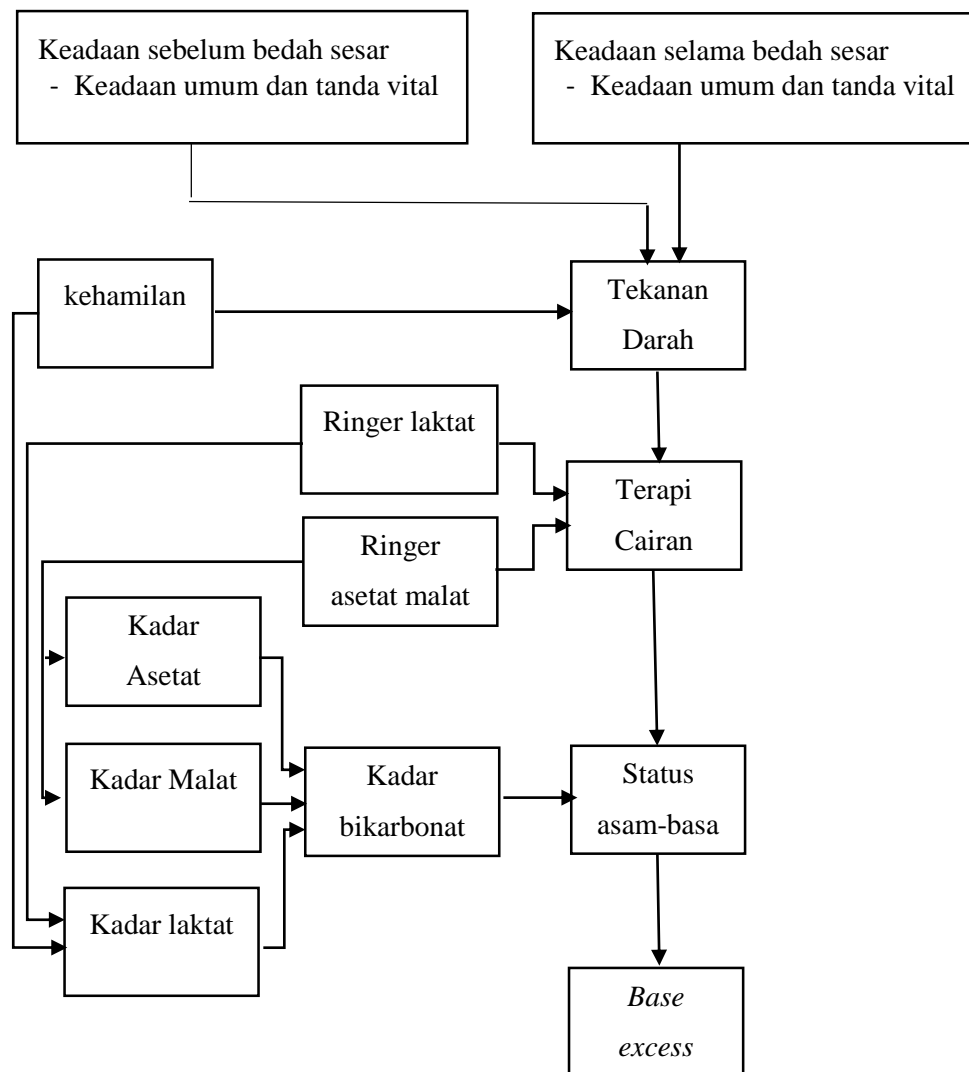 Keadaan sebelum bedah sesar
- Keadaan umum dan tanda vital
Keadaan selama bedah sesar
- Keadaan umum dan tanda vital
kehamilan
Tekanan
Darah
Ringer laktat
Terapi
Cairan
Ringer
asetat malat
Kadar
Asetat
Kadar Malat
Kadar
bikarbonat
Status
asam-basa
Kadar laktat
Base
excess